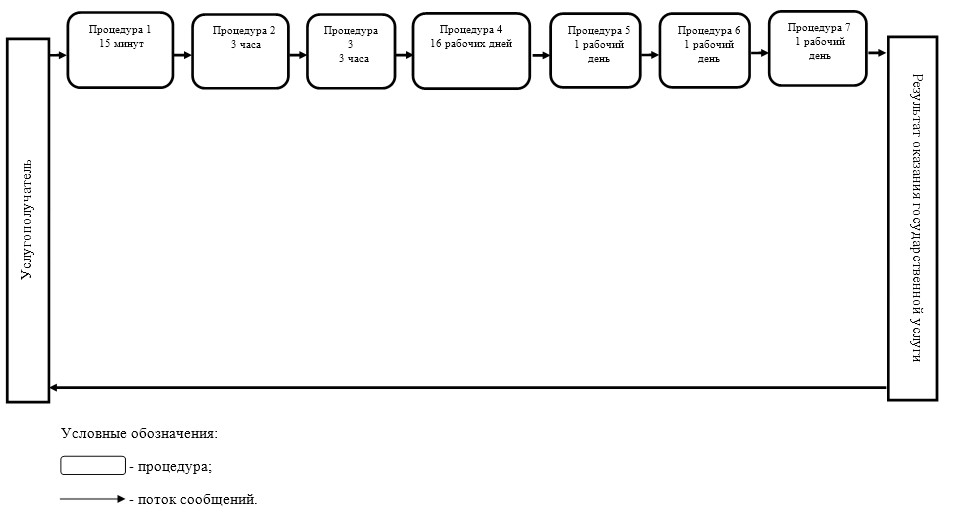 Услугополучатель
Процедура 1
15 минут
Процедура 2
3 часа
Процедура
3
3 часа
Процедура 4
16 рабочих дней
Процедура 5
1 рабочий
день
Процедура 6
1 рабочий
день
Процедура 7
1 рабочий
день
Результат оказания государственной услуги
Условные обозначения:
- процедура;
- поток сообщений.